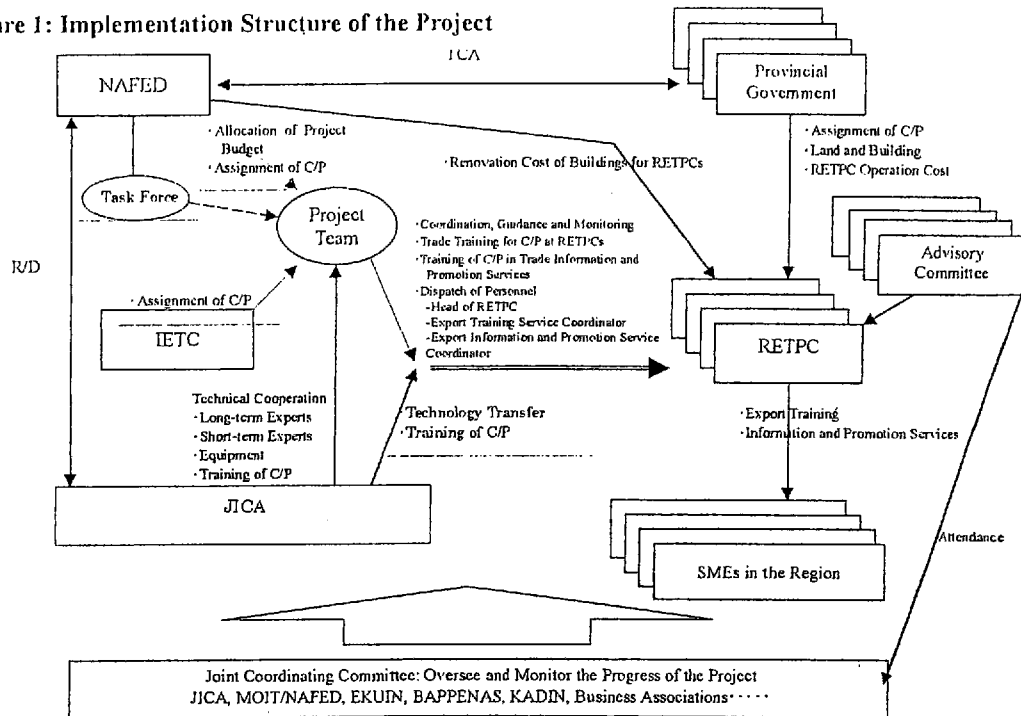 re 1: Implementation Structure of the Project
NAFED
Provincial
Government
· Allocation of Project
Budget
· Assignment of C/P
Task Force
Project
Team
· Renovation Cost of Buildings for RETPCs
· Assignment of C/P
· Land and Building
· RETPC Operation Cost
R/D
· Coordination, Guidance and Monitoring
· Trade Training for C/P at RETPCs
· Training of C/P in Trade Information and
Promotion Services
· Dispatch of Personnel
-Head of RETPC
-Export Training Service Coordinator
-Export Information and Promotion Service
Coordinator
Advisory
Committee
· Assignment of C/P
IETC
RETPC
Technical Cooperation
· Long-term Experts
· Short-term Experts
· Equipment
· Training of C/P
· Technology Transfer
· Training of C/P
· Export Training
· Information and Promotion Services
JICA
SMEs in the Region
Attendance
Joint Coordinating Committee: Oversee and Monitor the Progress of the Project
JICA, MOIT/NAFED, EKUIN, BAPPENAS, KADIN, Business Associations·····